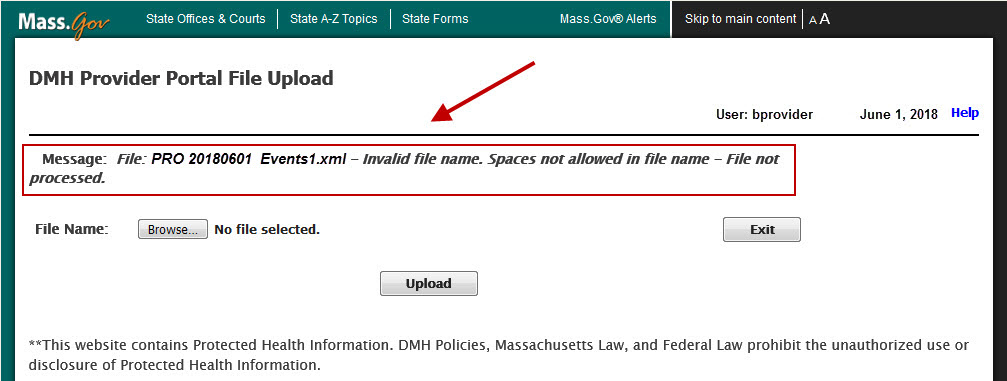 Mass.Gov State Offices & Courts State A-Z Topics State Forms Mass.Gov® Alerts Skip to main content A A
DMH Provider Portal File Upload
User: bprovider June 1, 2018 Help
Message: File: PRO 20180601 Events1.xml – Invalid file name. Spaces not allowed in file name – File not
processed.
File Name: Browse... No file selected. Exit
Upload
**This website contains Protected Health Information. DMH Policies, Massachusetts Law, and Federal Law prohibit the unauthorized use or
disclosure of Protected Health Information.